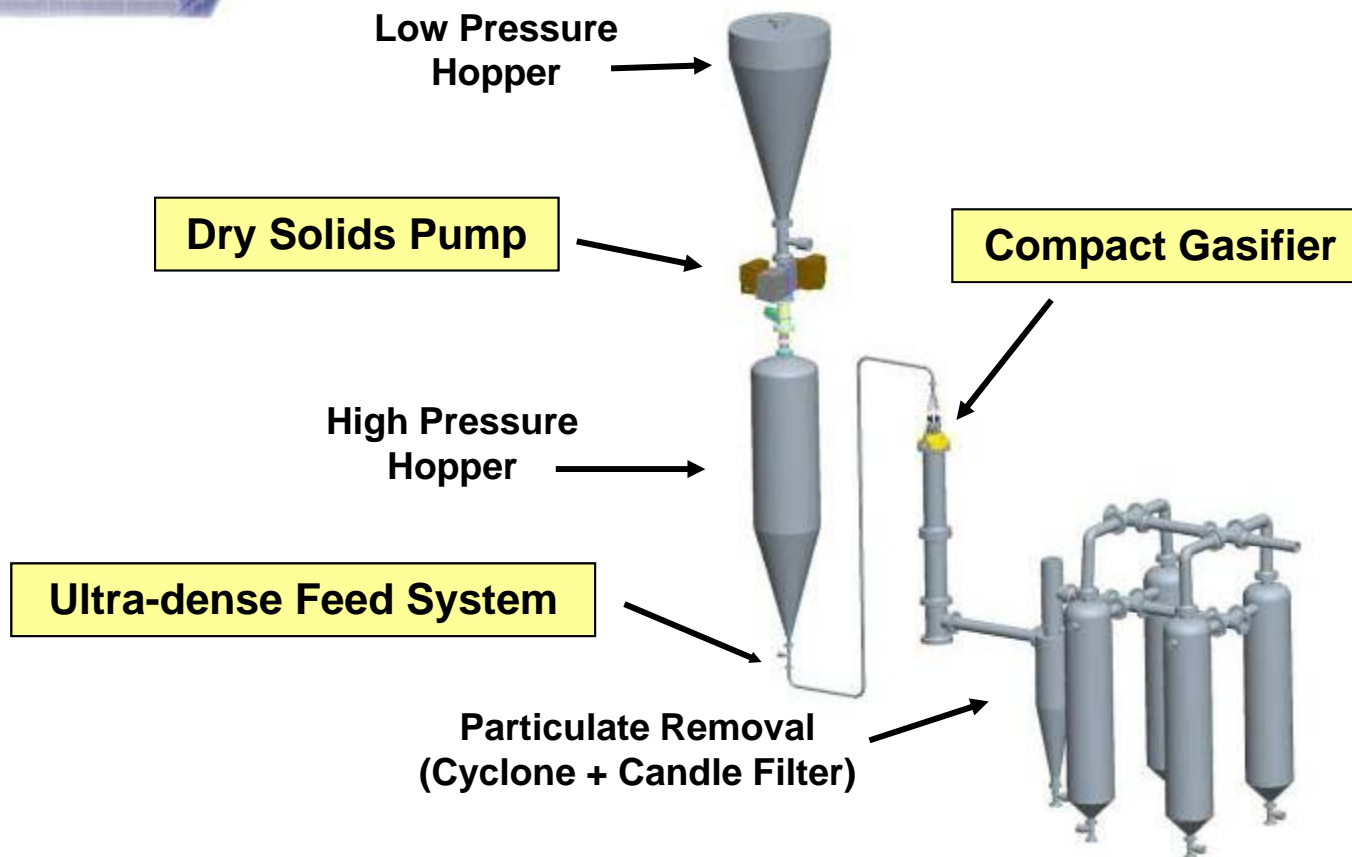 Low Pressure
Hopper
Dry Solids Pump
Compact Gasifier
High Pressure
Hopper
Ultra-dense Feed System
Particulate Removal
(Cyclone + Candle Filter)